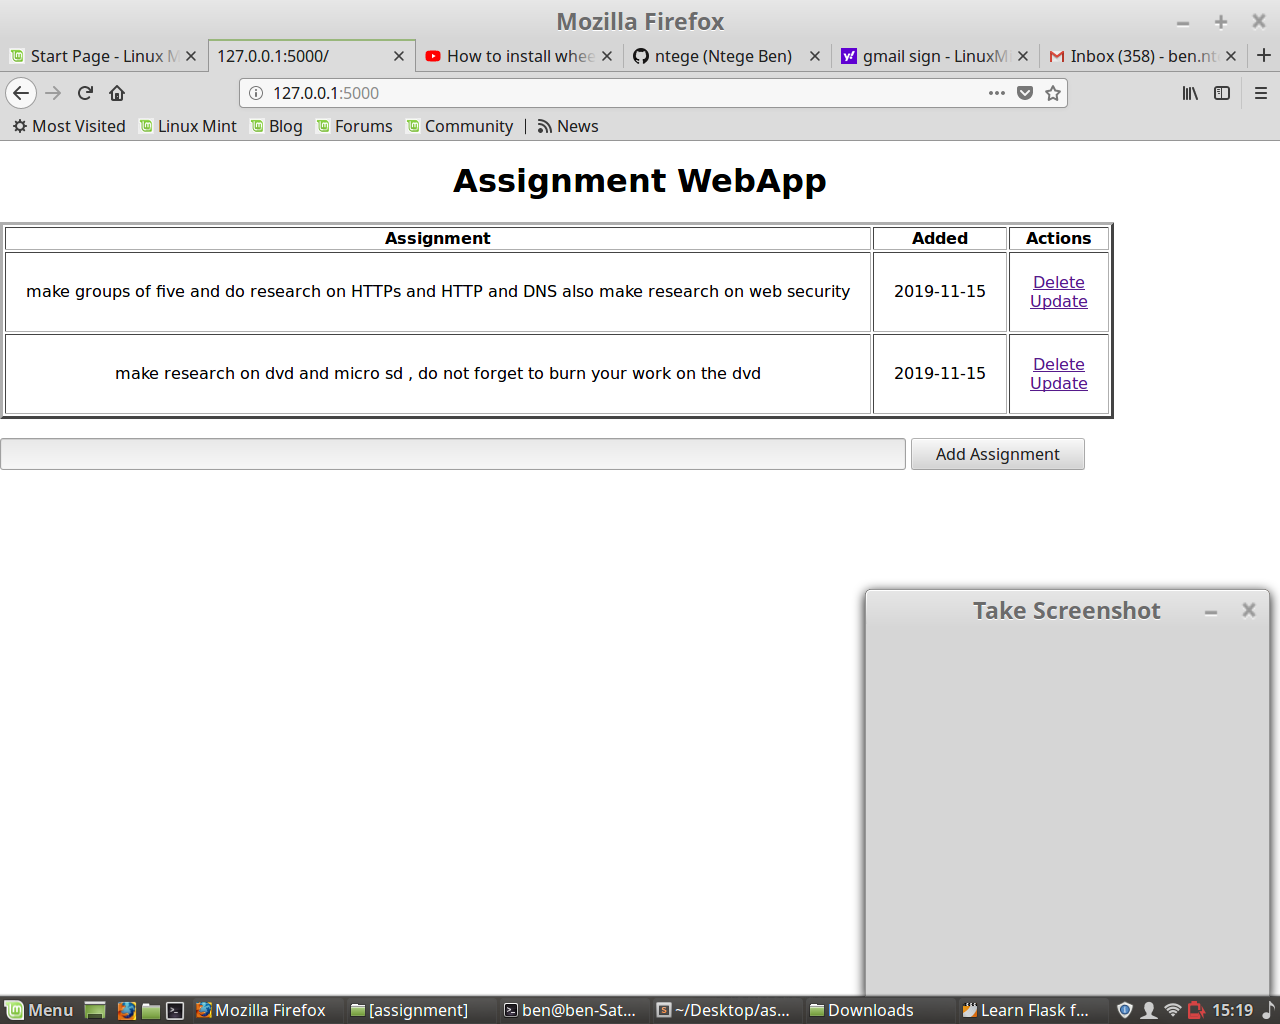 Mozilla Firefox
Start Page - Linux M
127.0.0.1:5000/
How to install whee
ntege (Ntege Ben)
gmail sign - LinuxM
Inbox (358) - ben.nt
127.0.0.1:5000
Most Visited
Linux Mint
Blog
Forums
Community
News
Assignment WebApp
Assignment Added Actions
make groups of five and do research on HTTPs and HTTP and DNS also make research on web security 2019-11-15 Delete
Update
make research on dvd and micro sd , do not forget to burn your work on the dvd 2019-11-15 Delete
Update
Add Assignment
Take Screenshot
Menu
Mozilla Firefox
[assignment]
ben@ben-Sat...
~/Desktop/as...
Downloads
Learn Flask f...
15:19